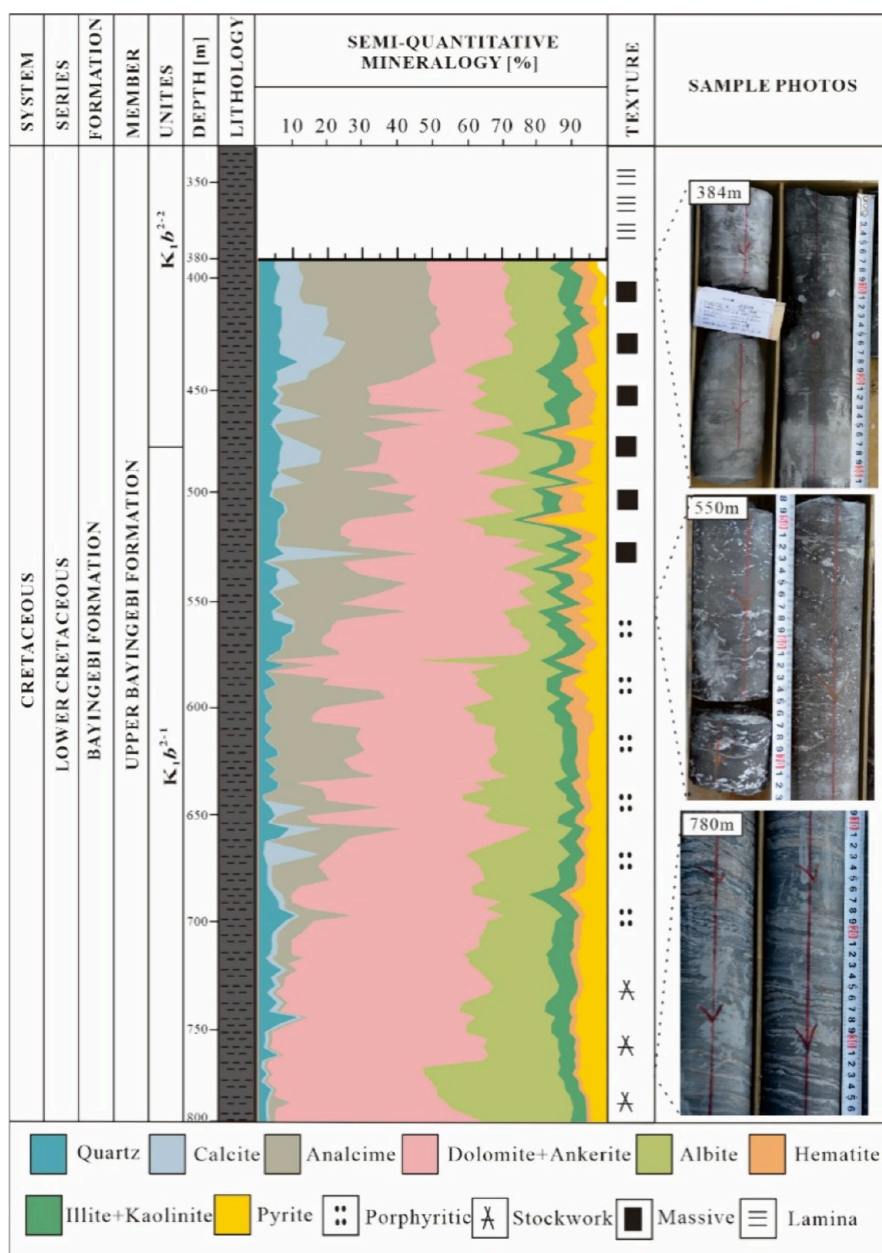 SYSTEM
SERIES
FORMATION
MEMBER
UNITES
DEPTH [m]
LITHOLOGY
SEMI-QUANTITATIVE
MINERALOGY [%]
10 20 30 40 50 60 70 80 90
TEXTURE
SAMPLE PHOTOS
CRETACEOUS
LOWER CRETACEOUS
BAYINGEBI FORMATION
UPPER BAYINGEBI FORMATION
K₁b²⁻²
K₁b²⁻¹
350
380
400
450
500
550
600
650
700
750
800
384m
550m
780m
Quartz Calcite Analcime Dolomite+Ankerite Albite Hematite
Illite+Kaolinite Pyrite Porphyritic Stockwork Massive Lamina